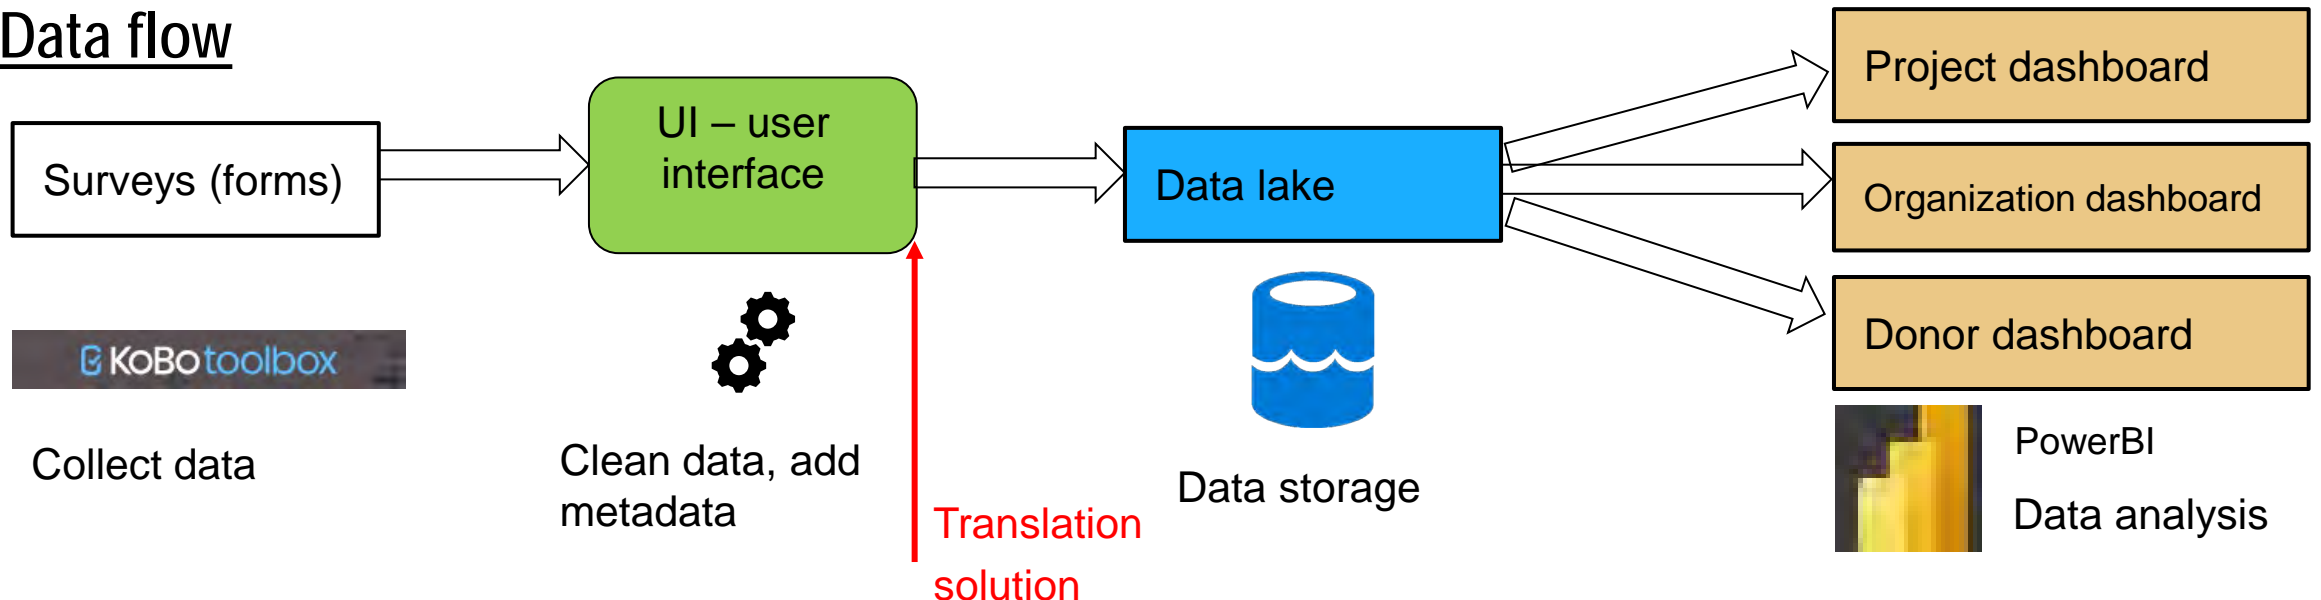 Data flow
Surveys (forms)
UI – user
interface
Data lake
Project dashboard
Organization dashboard
Donor dashboard
KoBotoolbox
Collect data
Clean data, add
metadata
Translation
solution
Data storage
PowerBI
Data analysis